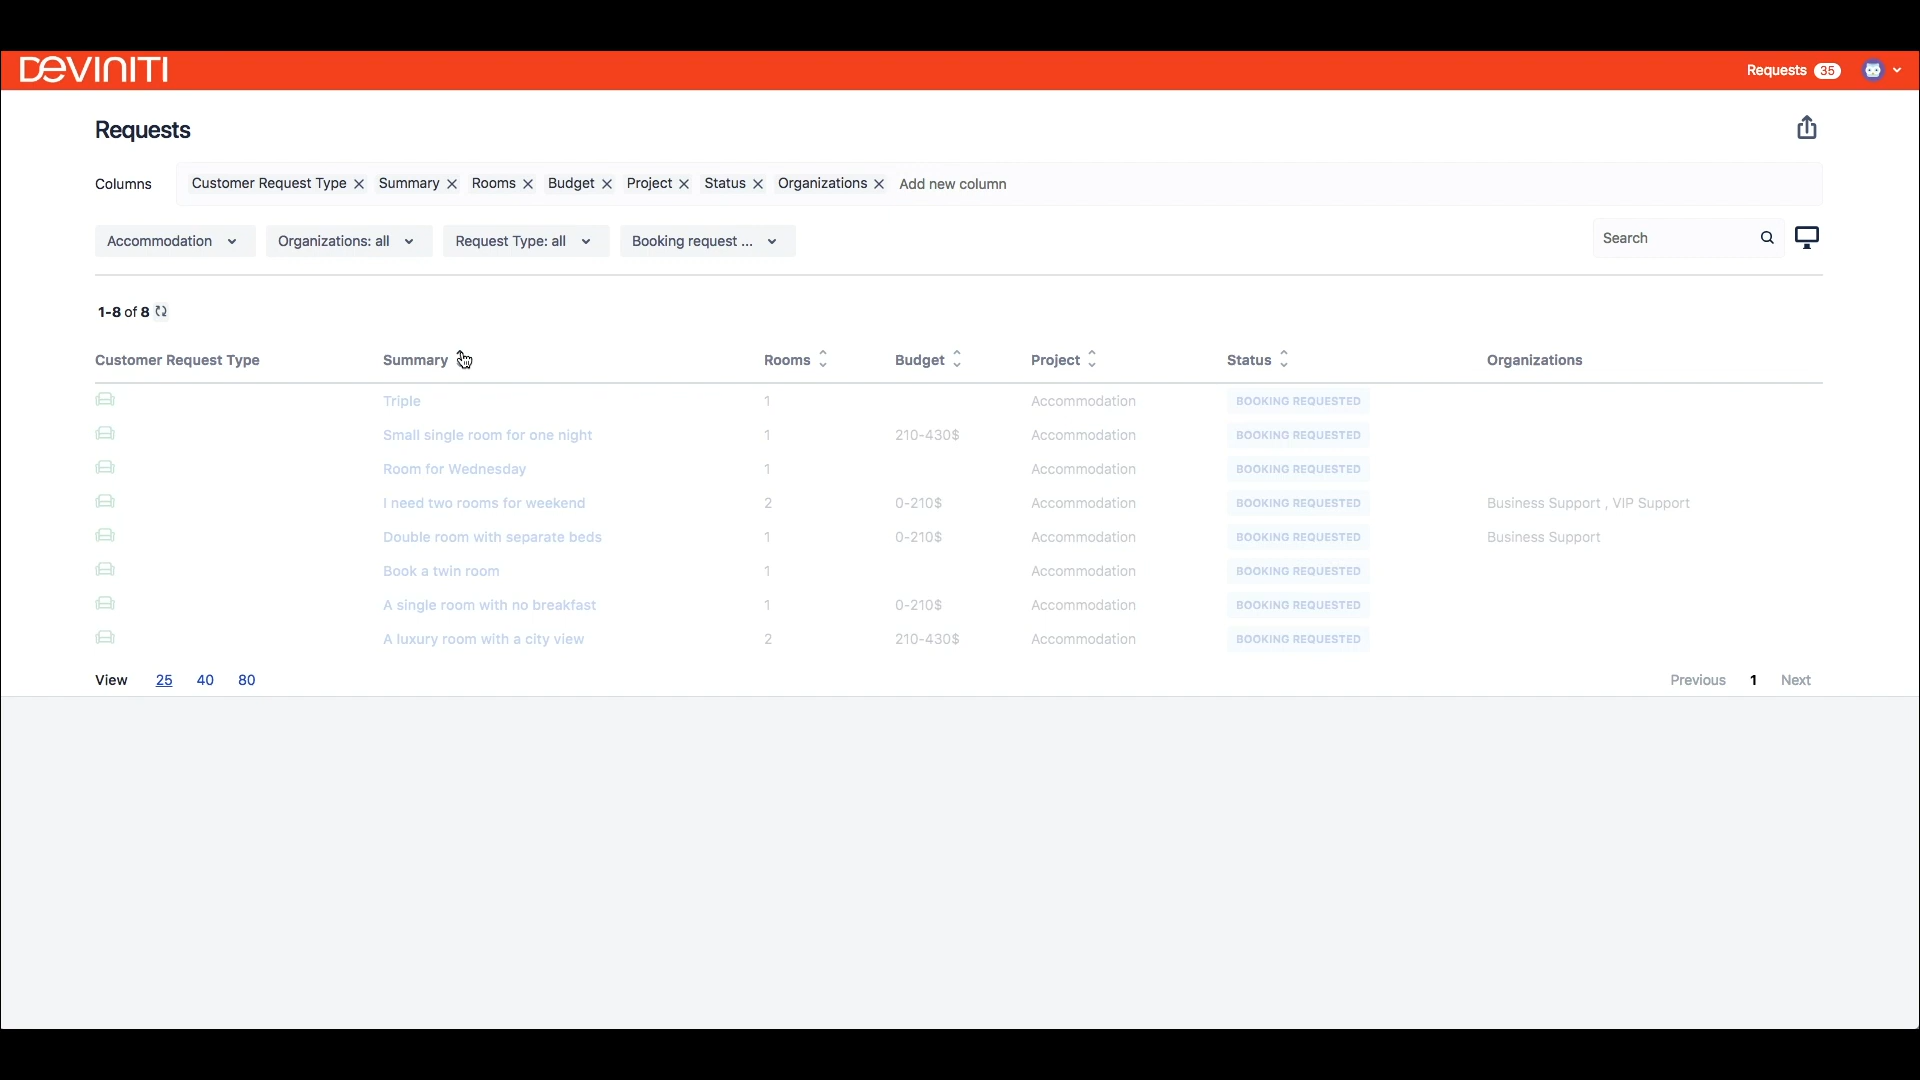 DEVINITI
Requests 35
Requests
Columns Customer Request Type Summary Rooms Budget Project Status Organizations Add new column
Accommodation Organizations: all Request Type: all Booking request ... Search
1-8 of 8
Customer Request Type Summary Rooms Budget Project Status Organizations
Triple 1 Accommodation BOOKING REQUESTED
Small single room for one night 1 210-430$ Accommodation BOOKING REQUESTED
Room for Wednesday 1 Accommodation BOOKING REQUESTED
I need two rooms for weekend 2 0-210$ Accommodation BOOKING REQUESTED Business Support , VIP Support
Double room with separate beds 1 0-210$ Accommodation BOOKING REQUESTED Business Support
Book a twin room 1 Accommodation BOOKING REQUESTED
A single room with no breakfast 1 0-210$ Accommodation BOOKING REQUESTED
A luxury room with a city view 2 210-430$ Accommodation BOOKING REQUESTED
View 25 40 80 Previous 1 Next